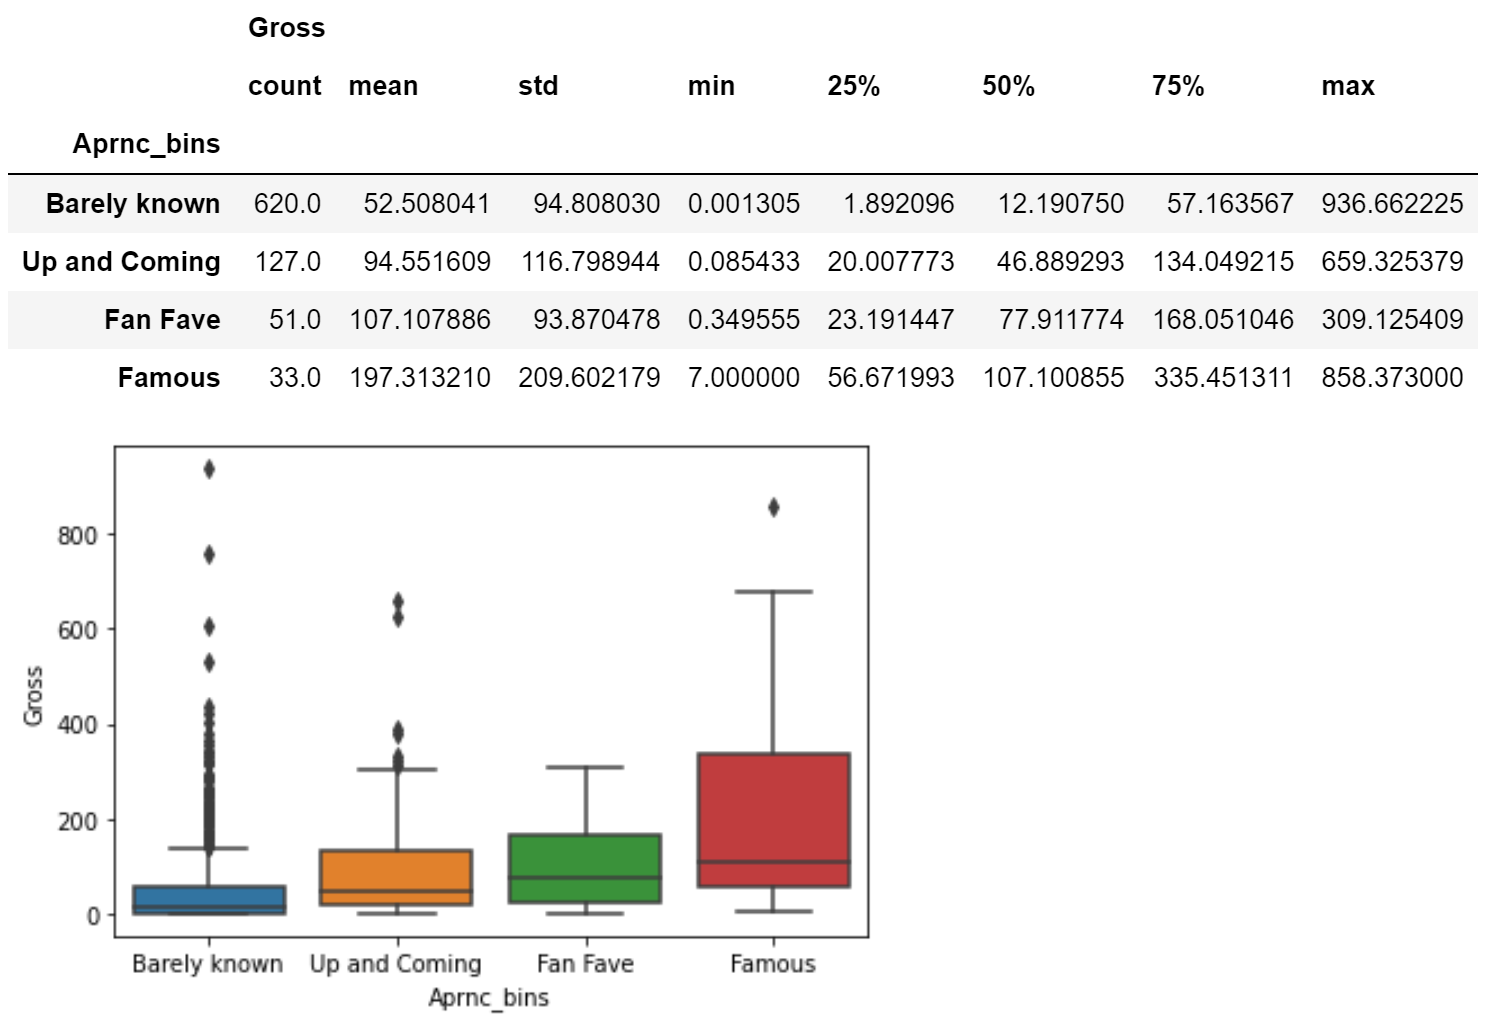 Gross
count mean std min 25% 50% 75% max
Aprnc_bins
Barely known 620.0 52.508041 94.808030 0.001305 1.892096 12.190750 57.163567 936.662225
Up and Coming 127.0 94.551609 116.798944 0.085433 20.007773 46.889293 134.049215 659.325379
Fan Fave 51.0 107.107886 93.870478 0.349555 23.191447 77.911774 168.051046 309.125409
Famous 33.0 197.313210 209.602179 7.000000 56.671993 107.100855 335.451311 858.373000
800
600
400
200
0
Gross
Barely known Up and Coming Fan Fave Famous
Aprnc_bins